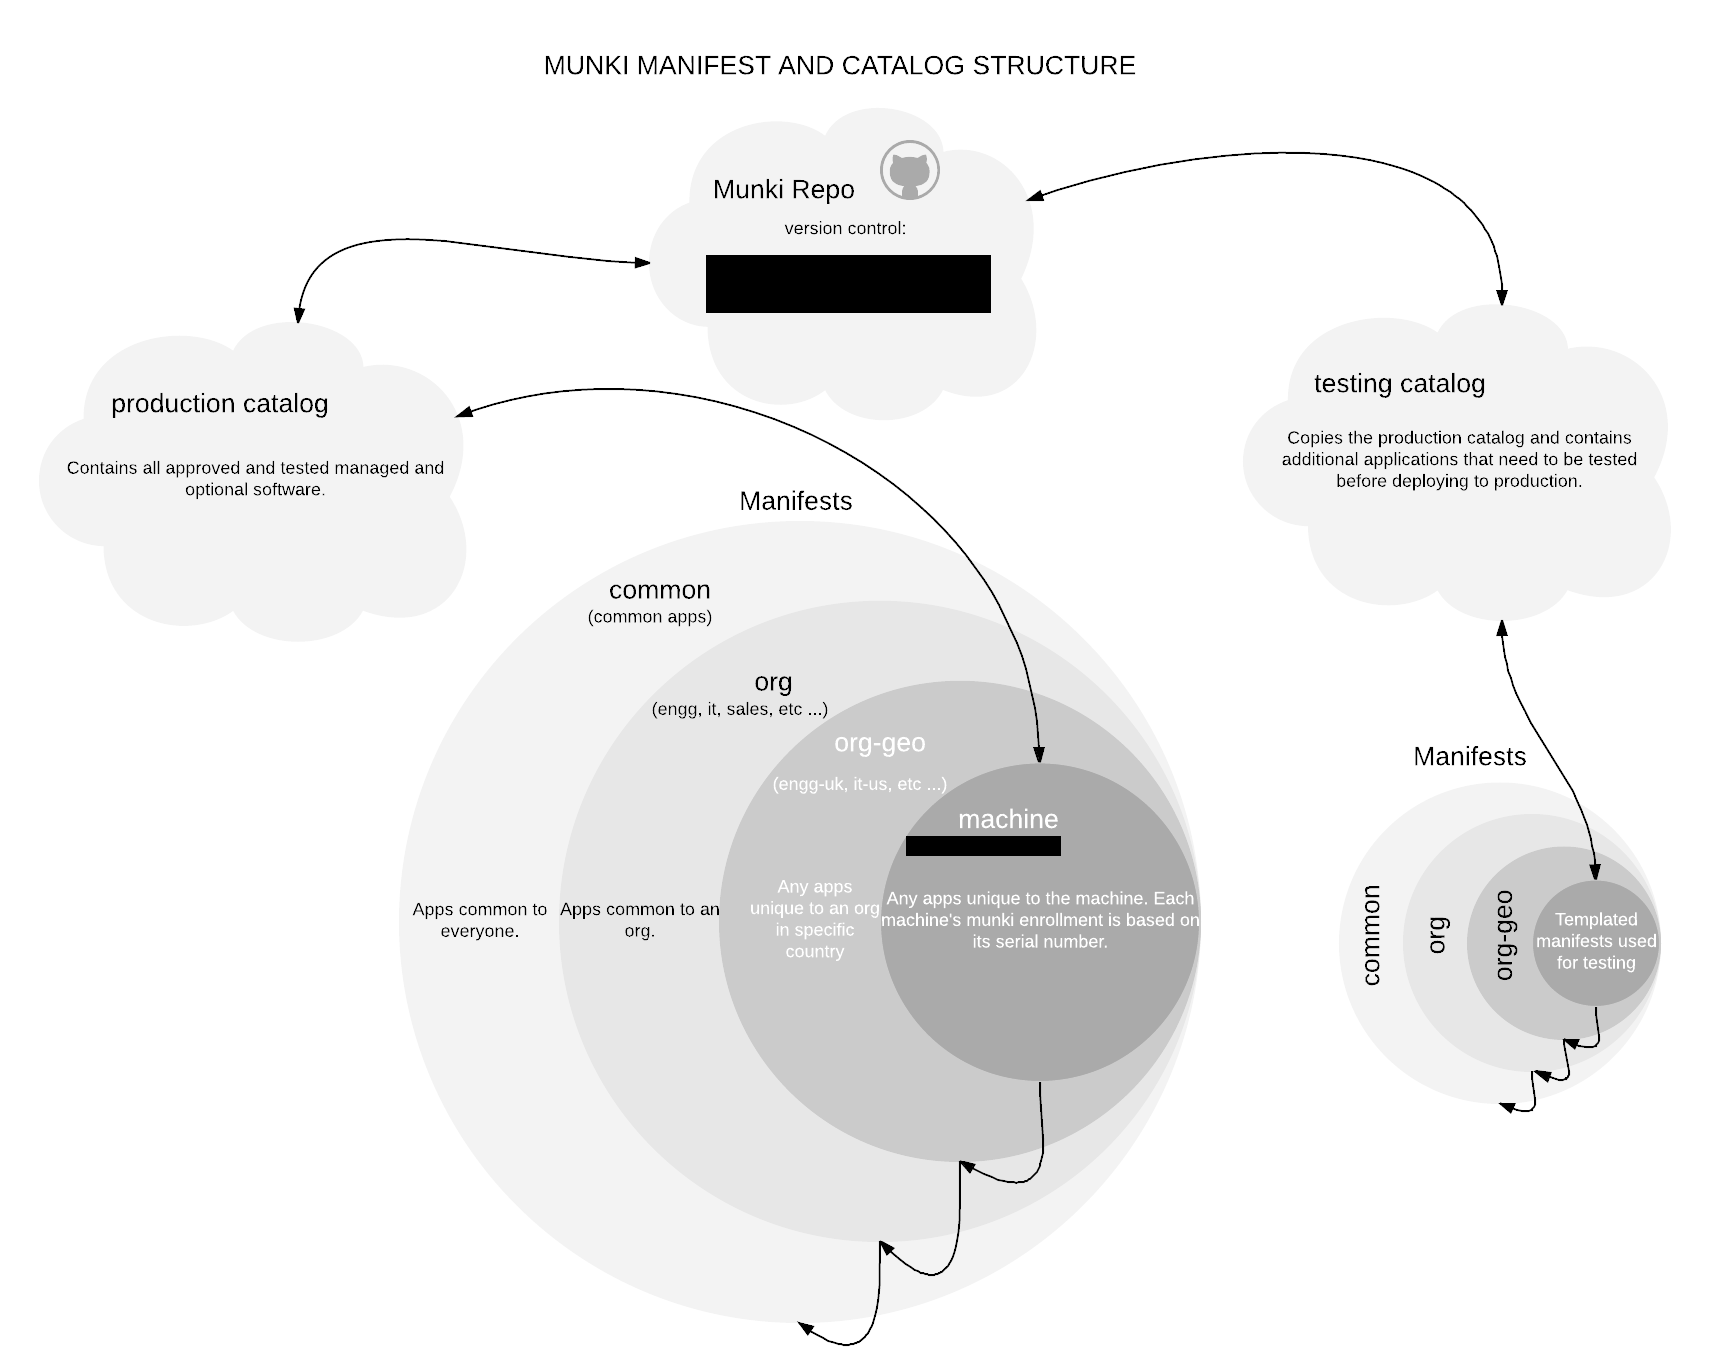 MUNKI MANIFEST AND CATALOG STRUCTURE
Munki Repo
version control:
production catalog
Contains all approved and tested managed and
optional software.
testing catalog
Copies the production catalog and contains
additional applications that need to be tested
before deploying to production.
Manifests
common
(common apps)
org
(engg, it, sales, etc ...)
org-geo
(engg-uk, it-us, etc ...)
machine
Apps common to
everyone.
Apps common to an
org.
Any apps
unique to an org
in specific
country
Any apps unique to the machine. Each
machine's munki enrollment is based on
its serial number.
Manifests
common
org
org-geo
Templated
manifests used
for testing